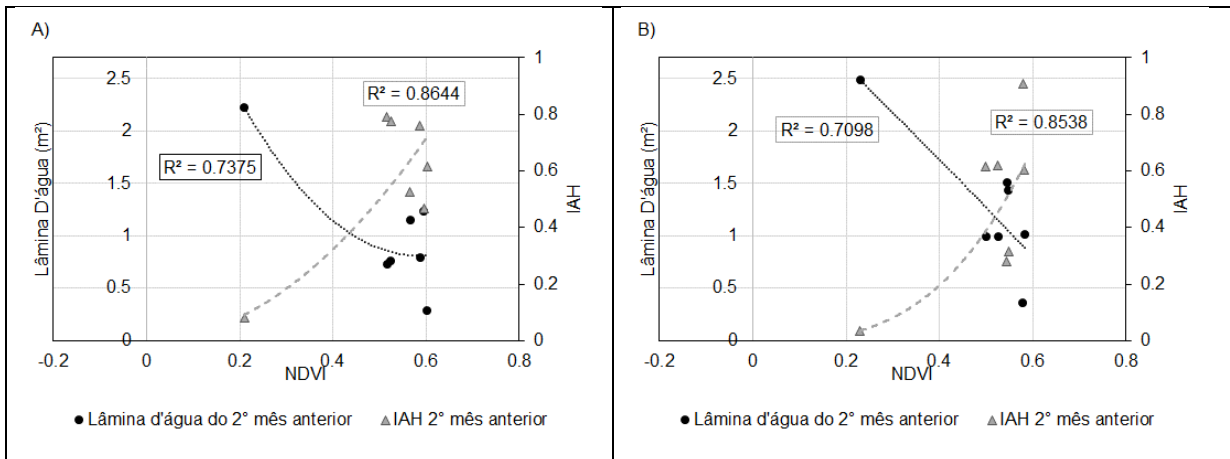 A)
Lâmina D'água (m²)
2.5
2
1.5
1
0.5
0
1
0.8
0.6
0.4
0.2
0
IAH
R² = 0.8644
R² = 0.7375
-0.2 0 0.2 0.4 0.6 0.8
NDVI
Lâmina d'água do 2° mês anterior IAH 2° mês anterior
B)
Lâmina D'água (m²)
2.5
2
1.5
1
0.5
0
1
0.8
0.6
0.4
0.2
0
IAH
R² = 0.7098
R² = 0.8538
-0.2 0 0.2 0.4 0.6 0.8
NDVI
Lâmina d'água do 2° mês anterior IAH 2° mês anterior